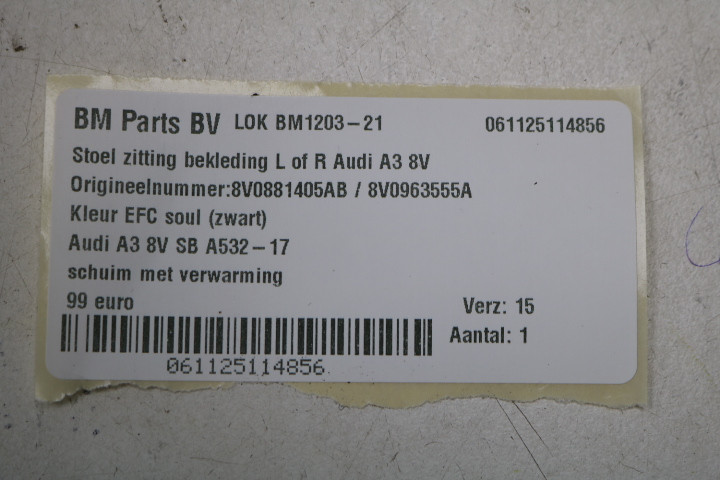 BM Parts BV LOK BM1203-21 061125114856
Stoel zitting bekleding L of R Audi A3 8V
Origineelnummer:8V0881405AB / 8V0963555A
Kleur EFC soul (zwart)
Audi A3 8V SB A532-17
schuim met verwarming
99 euro Verz: 15
Aantal: 1
061125114856